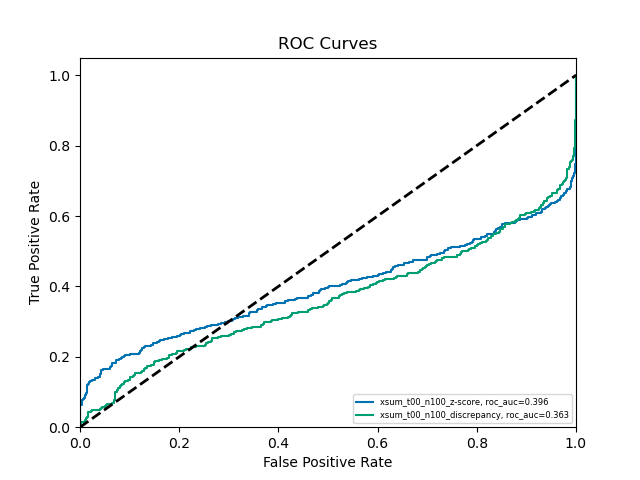 ROC Curves
True Positive Rate
1.0
0.8
0.6
0.4
0.2
0.0
0.0 0.2 0.4 0.6 0.8 1.0
False Positive Rate
xsum_t00_n100_z-score, roc_auc=0.396
xsum_t00_n100_discrepancy, roc_auc=0.363